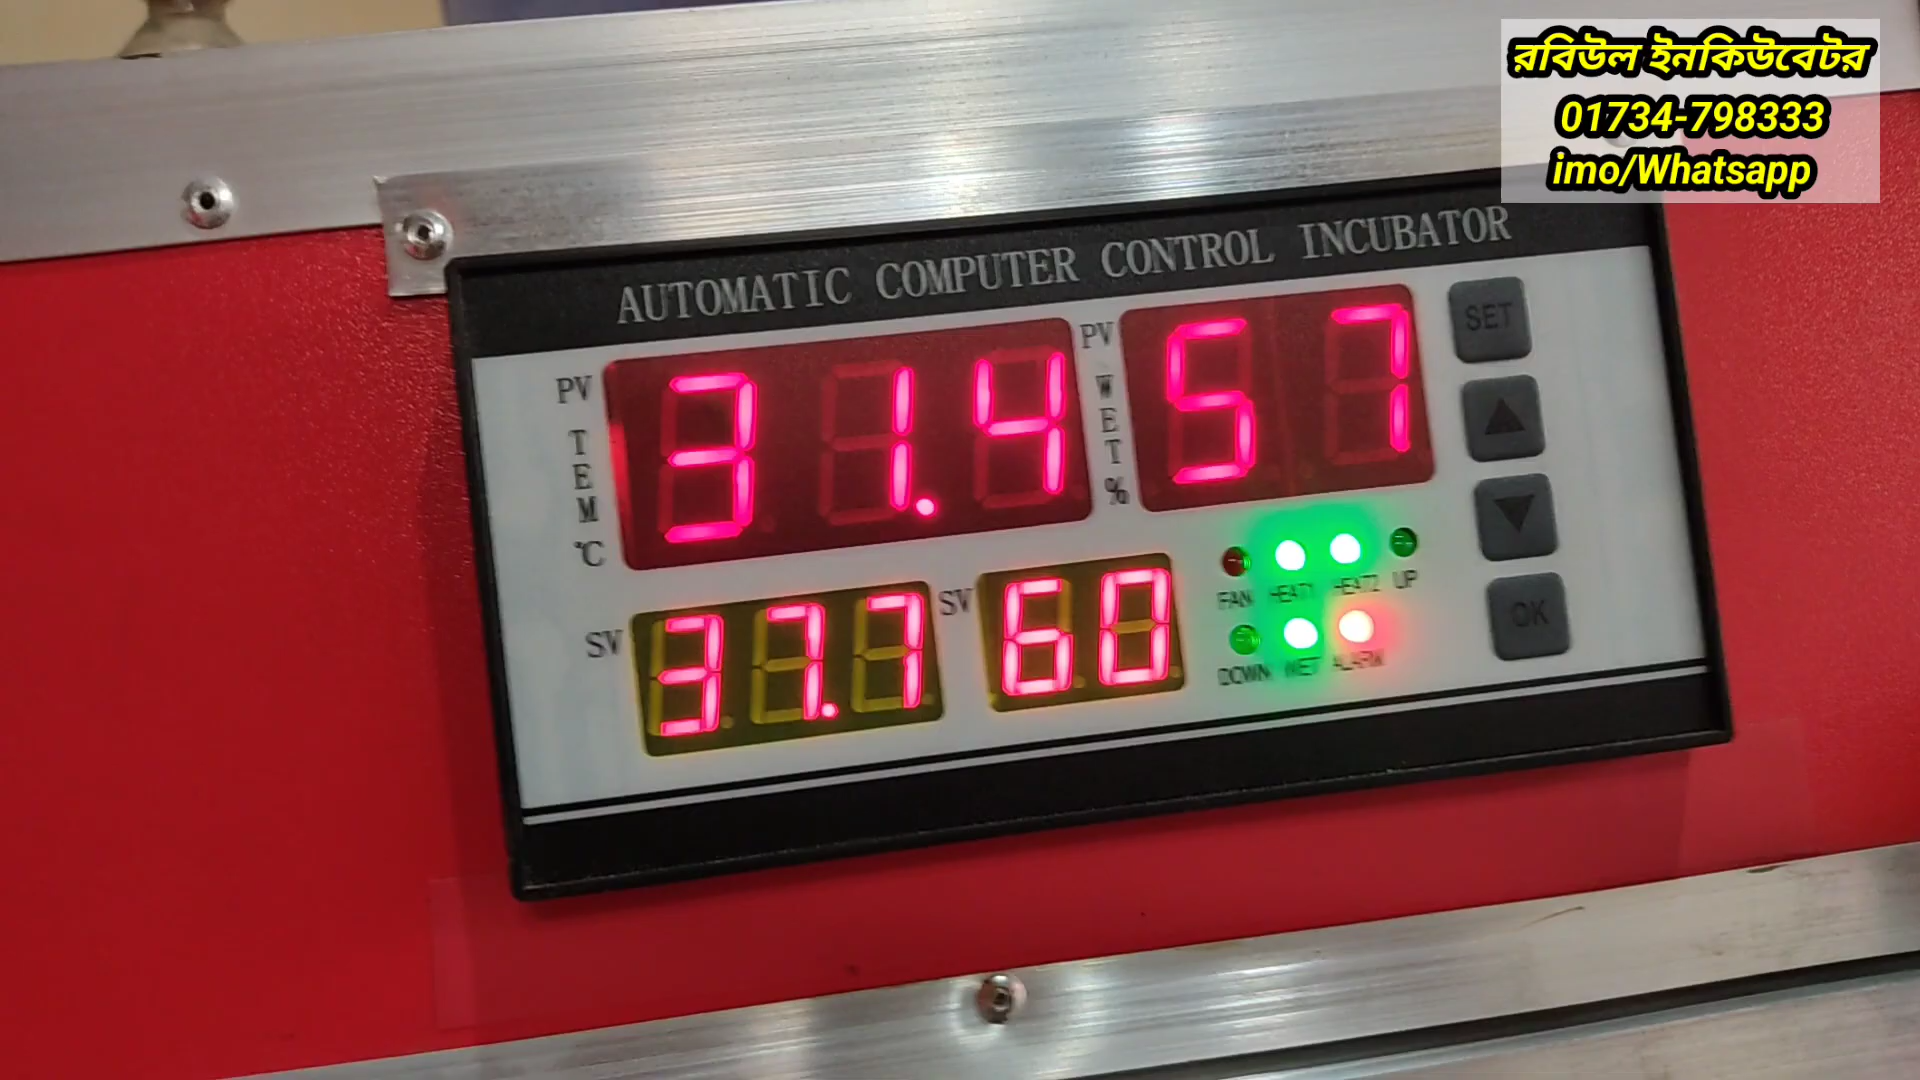 রবিউল ইনকিউবেটর
01734-798333
imo/Whatsapp
AUTOMATIC COMPUTER CONTROL INCUBATOR
PV TEM °C 31.4
PV WET % 57
SV 37.7
SV 60
FAN HEAT1 HEAT2 UP
DOWN WET ALARM
SET
OK